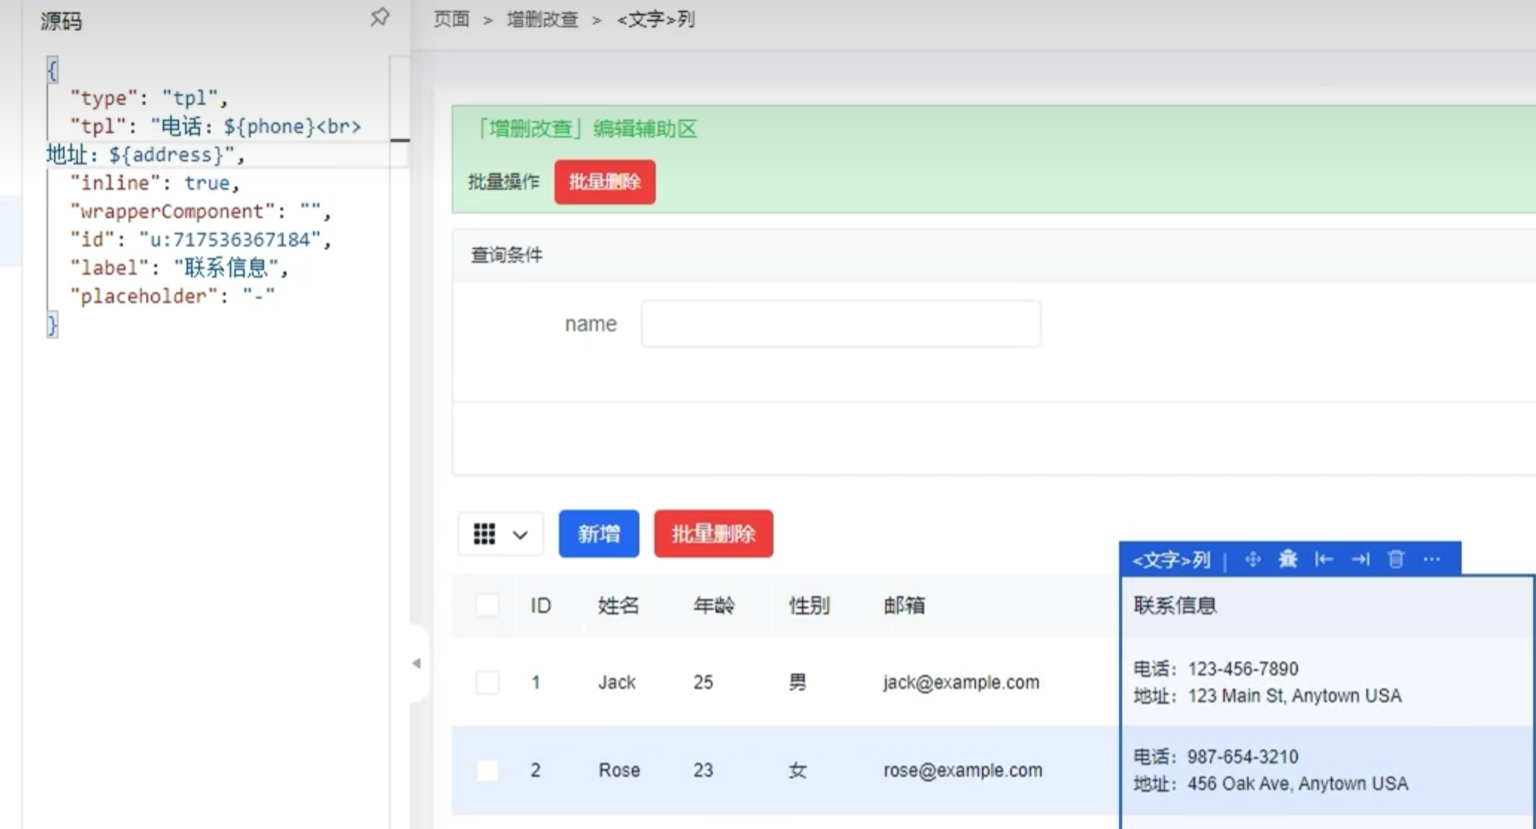 源码
页面 > 增删改查 > <文字>列
{
"type": "tpl",
"tpl": "电话：${phone}<br>
地址：${address}",
"inline": true,
"wrapperComponent": "",
"id": "u:717536367184",
"label": "联系信息",
"placeholder": "-"
}
「增删改查」编辑辅助区
批量操作 批量删除
查询条件
name
新增 批量删除
<文字>列
ID 姓名 年龄 性别 邮箱 联系信息
1 Jack 25 男 jack@example.com 电话：123-456-7890
地址：123 Main St, Anytown USA
2 Rose 23 女 rose@example.com 电话：987-654-3210
地址：456 Oak Ave, Anytown USA